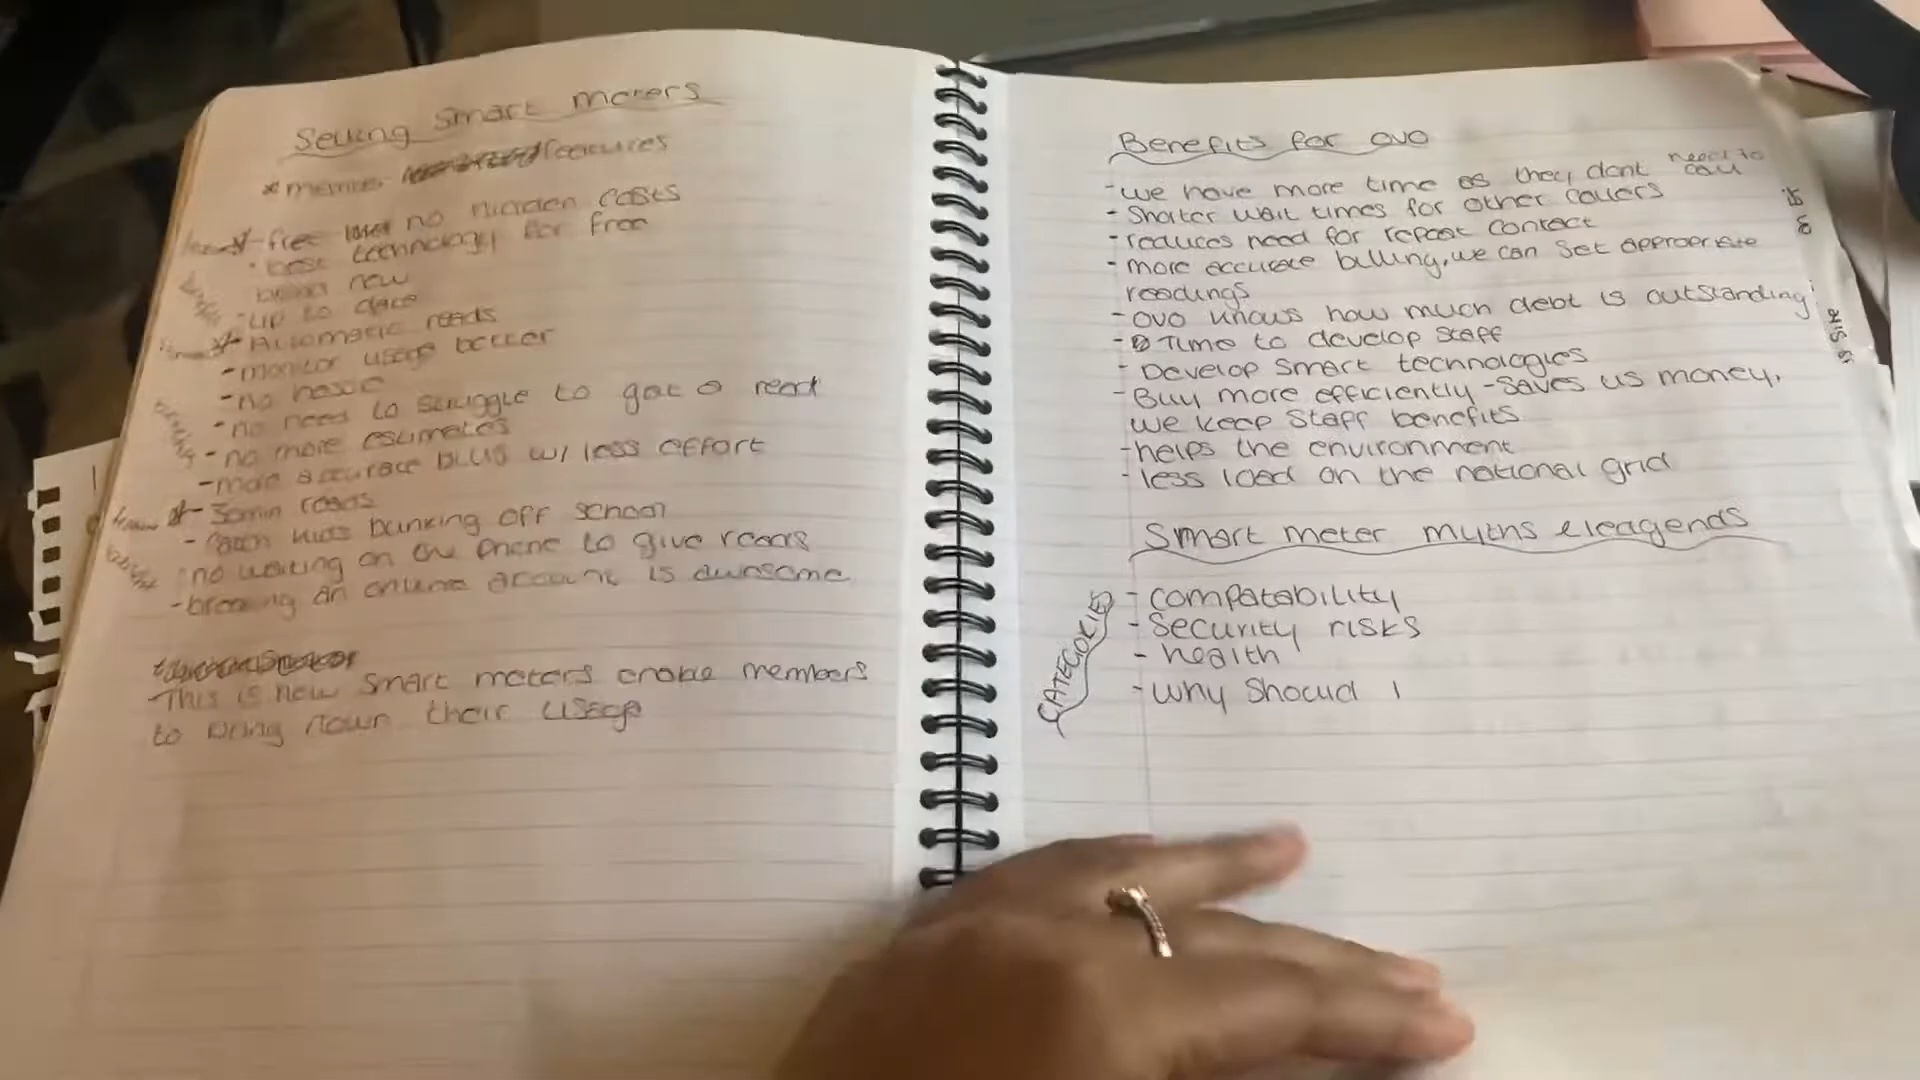 Selling Smart meters
* member features
- free no hidden costs
- best technology for free
being new
- up to date
* Automatic reads
- monitor usage better
- no hassle
- no need to struggle to get a read
- no more estimates
- more accurate bills w/ less effort
* - 30min reads
- catch kids bunking off school
- no waiting on the phone to give reads
- an online account is awesome
- This is how smart meters enable members
to bring down their usage
Benefits for OVO
- we have more time as they dont need to call
- Shorter wait times for other callers
- reduces need for repeat contact
- more accurate billing, we can set appropriate
readings
- OVO knows how much debt is outstanding
- Time to develop staff
- Develop smart technologies
- Buy more efficiently - saves us money,
we keep staff benefits
- helps the environment
- less load on the national grid
Smart meter myths & leagends
CATEGORIES
- compatability
- Security risks
- health
- why should I